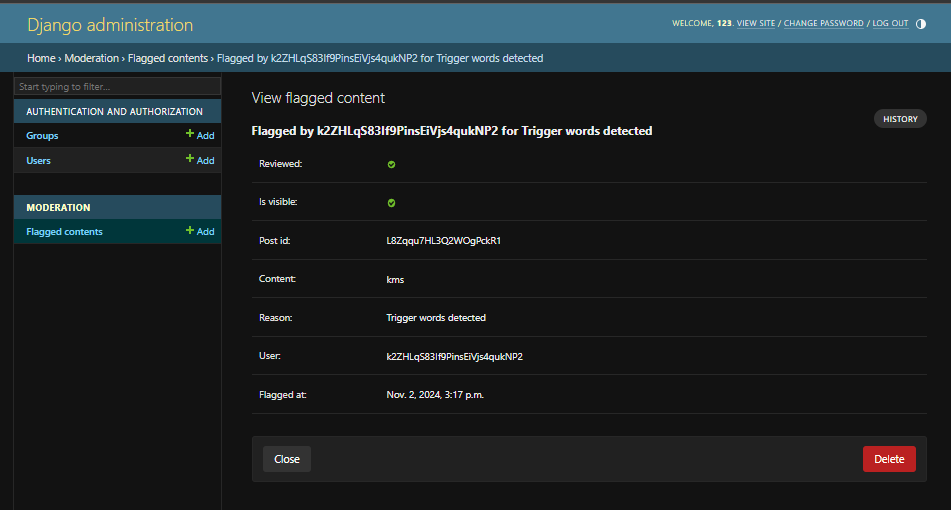 Django administration
WELCOME, 123. VIEW SITE / CHANGE PASSWORD / LOG OUT
Home › Moderation › Flagged contents › Flagged by k2ZHLqS83If9PinsEiVjs4qukNP2 for Trigger words detected
Start typing to filter...
AUTHENTICATION AND AUTHORIZATION
Groups + Add
Users + Add
MODERATION
Flagged contents + Add
View flagged content
HISTORY
Flagged by k2ZHLqS83If9PinsEiVjs4qukNP2 for Trigger words detected
Reviewed:
Is visible:
Post id: L8Zqqu7HL3Q2WOgPckR1
Content: kms
Reason: Trigger words detected
User: k2ZHLqS83If9PinsEiVjs4qukNP2
Flagged at: Nov. 2, 2024, 3:17 p.m.
Close Delete